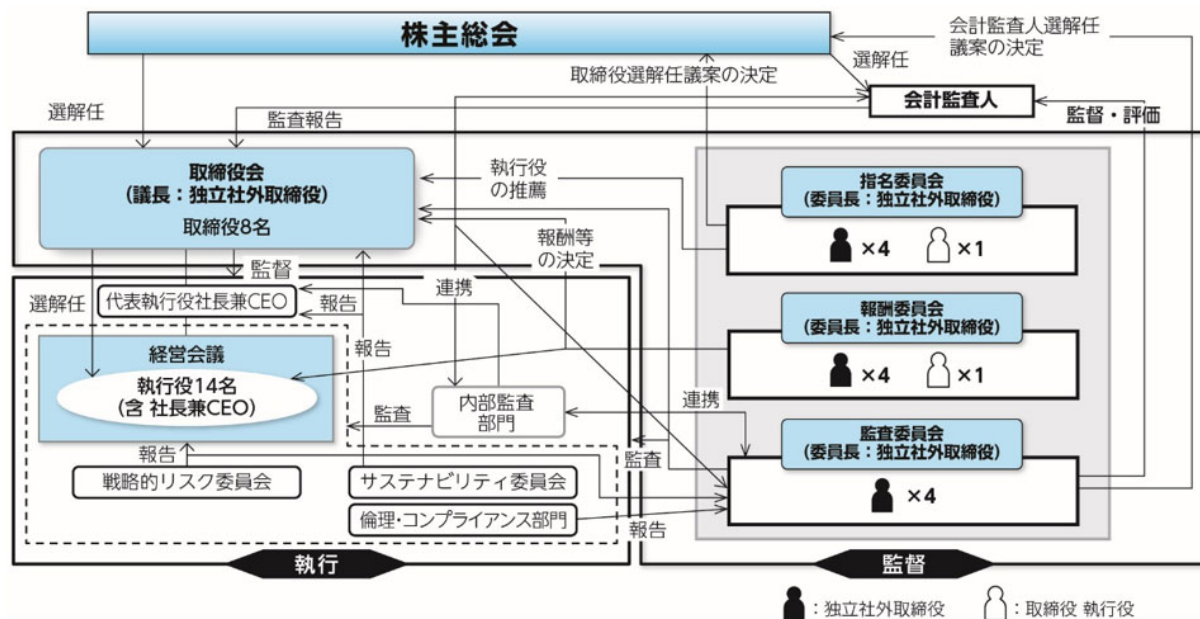 株主総会
会計監査人選解任
議案の決定
選解任
取締役選解任議案の決定
会計監査人
選解任
監査報告
監督・評価
取締役会
(議長：独立社外取締役)
取締役8名
執行役
の推薦
指名委員会
(委員長：独立社外取締役)
×4
×1
報酬等
の決定
監督
選解任
代表執行役社長兼CEO
報告
連携
報酬委員会
(委員長：独立社外取締役)
×4
×1
経営会議
執行役14名
(含 社長兼CEO)
報告
内部監査
部門
監査
連携
監査委員会
(委員長：独立社外取締役)
×4
報告
監査
戦略的リスク委員会
サステナビリティ委員会
倫理・コンプライアンス部門
報告
執行
監督
：独立社外取締役
：取締役 執行役